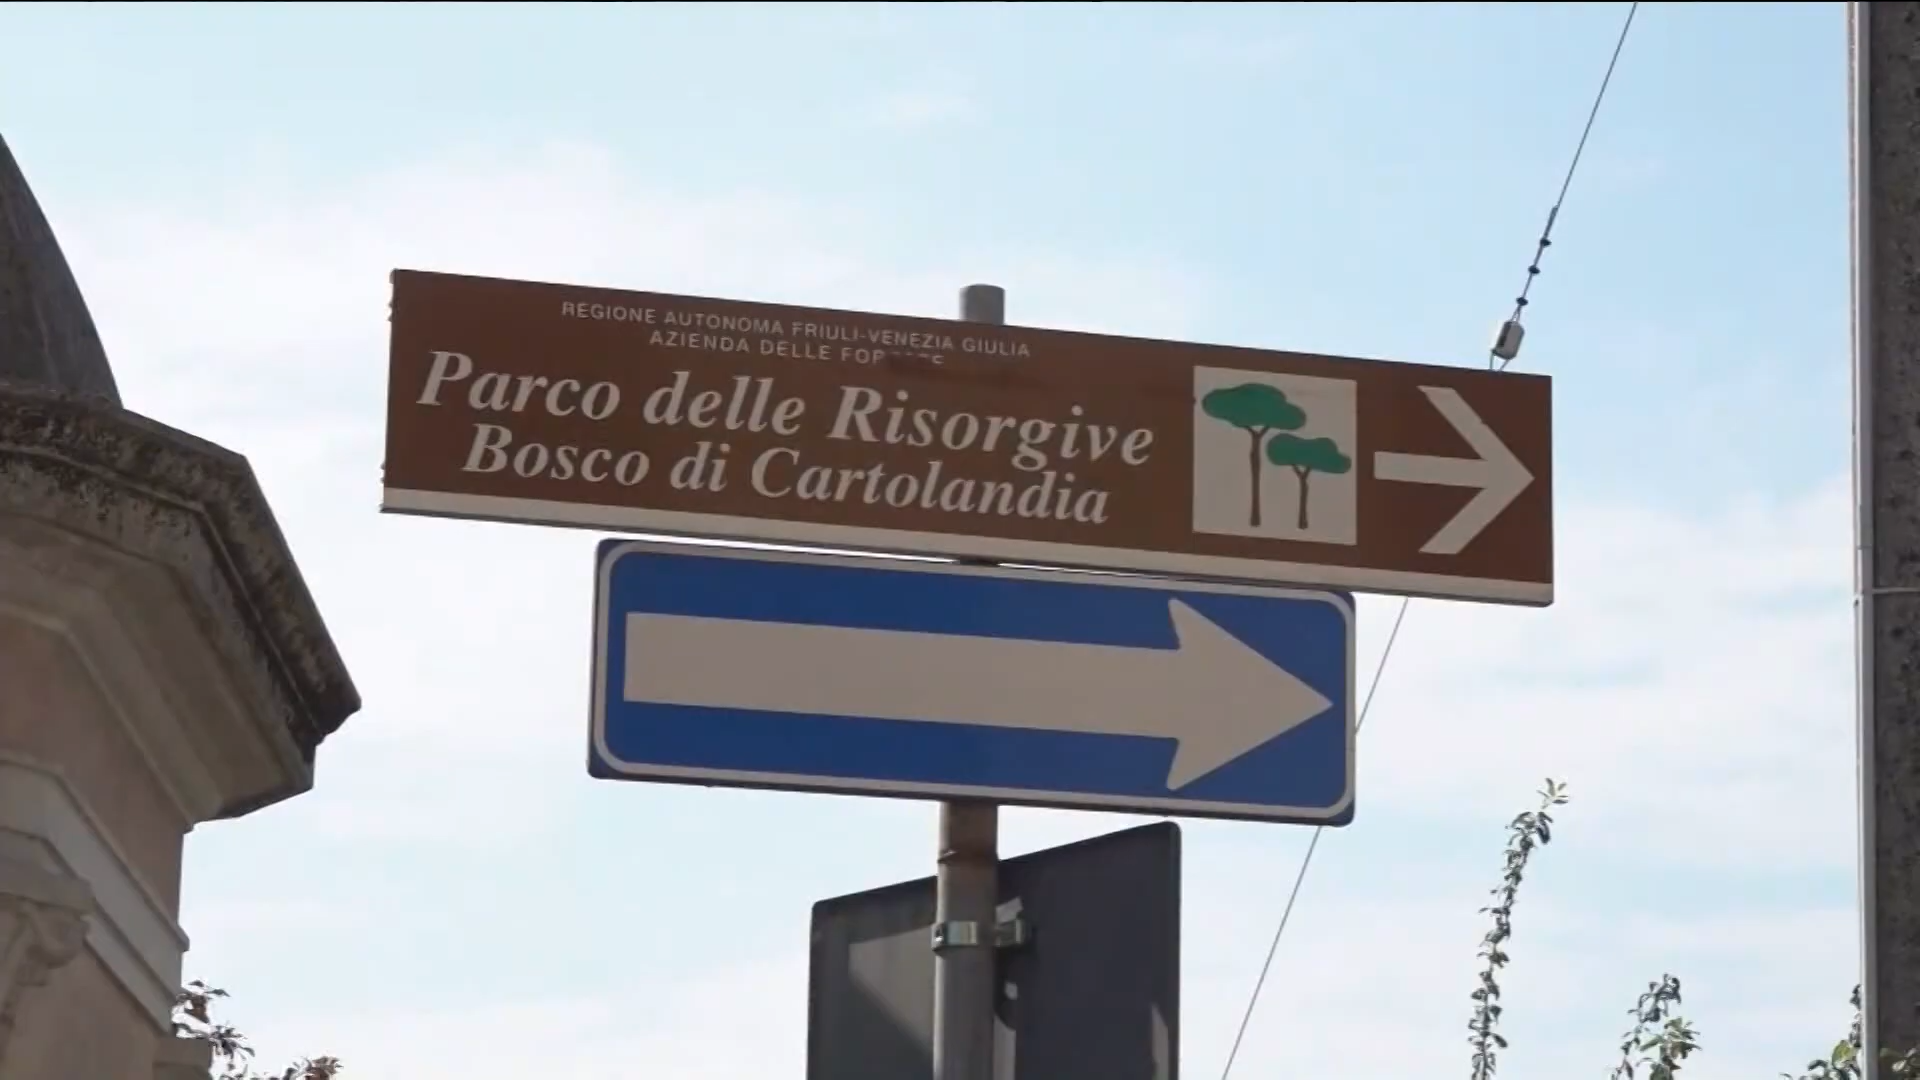 REGIONE AUTONOMA FRIULI-VENEZIA GIULIA
AZIENDA DELLE
Parco delle Risorgive
Bosco di Cartolandia